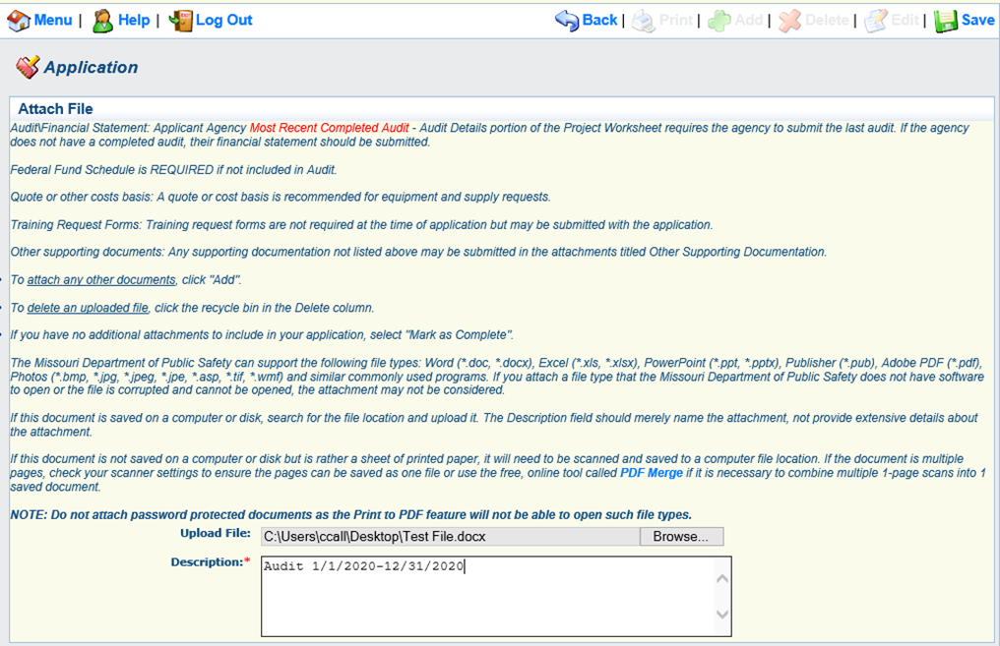 Menu | Help | Log Out Back | Print | Add | Delete | Edit | Save
Application
Attach File
Audit\Financial Statement: Applicant Agency Most Recent Completed Audit - Audit Details portion of the Project Worksheet requires the agency to submit the last audit. If the agency
does not have a completed audit, their financial statement should be submitted.
Federal Fund Schedule is REQUIRED if not included in Audit.
Quote or other costs basis: A quote or cost basis is recommended for equipment and supply requests.
Training Request Forms: Training request forms are not required at the time of application but may be submitted with the application.
Other supporting documents: Any supporting documentation not listed above may be submitted in the attachments titled Other Supporting Documentation.
To attach any other documents, click "Add".
To delete an uploaded file, click the recycle bin in the Delete column.
If you have no additional attachments to include in your application, select "Mark as Complete".
The Missouri Department of Public Safety can support the following file types: Word (*.doc, *.docx), Excel (*.xls, *.xlsx), PowerPoint (*.ppt, *.pptx), Publisher (*.pub), Adobe PDF (*.pdf),
Photos (*.bmp, *.jpg, *.jpeg, *.jpe, *.asp, *.tif, *.wmf) and similar commonly used programs. If you attach a file type that the Missouri Department of Public Safety does not have software
to open or the file is corrupted and cannot be opened, the attachment may not be considered.
If this document is saved on a computer or disk, search for the file location and upload it. The Description field should merely name the attachment, not provide extensive details about
the attachment.
If this document is not saved on a computer or disk but is rather a sheet of printed paper, it will need to be scanned and saved to a computer file location. If the document is multiple
pages, check your scanner settings to ensure the pages can be saved as one file or use the free, online tool called PDF Merge if it is necessary to combine multiple 1-page scans into 1
saved document.
NOTE: Do not attach password protected documents as the Print to PDF feature will not be able to open such file types.
Upload File: C:\Users\ccall\Desktop\Test File.docx Browse...
Description:* Audit 1/1/2020-12/31/2020